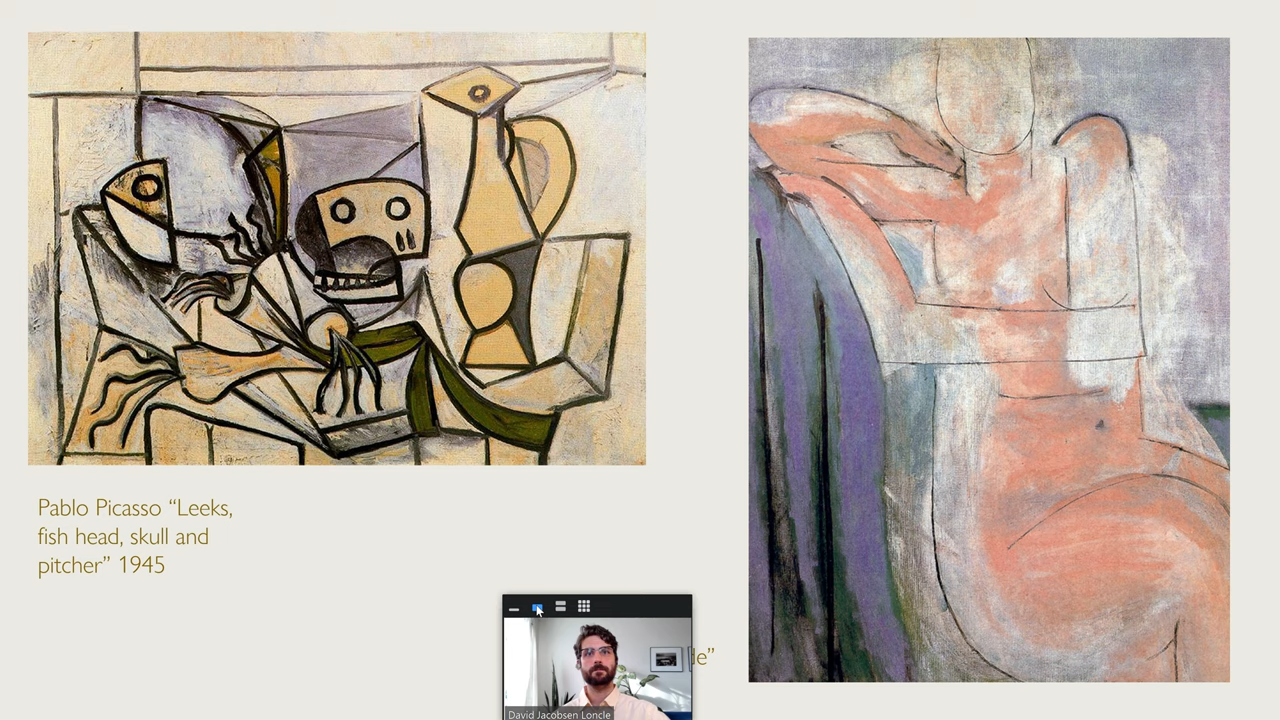 Pablo Picasso “Leeks,
fish head, skull and
pitcher” 1945
David Jacobsen Loncle